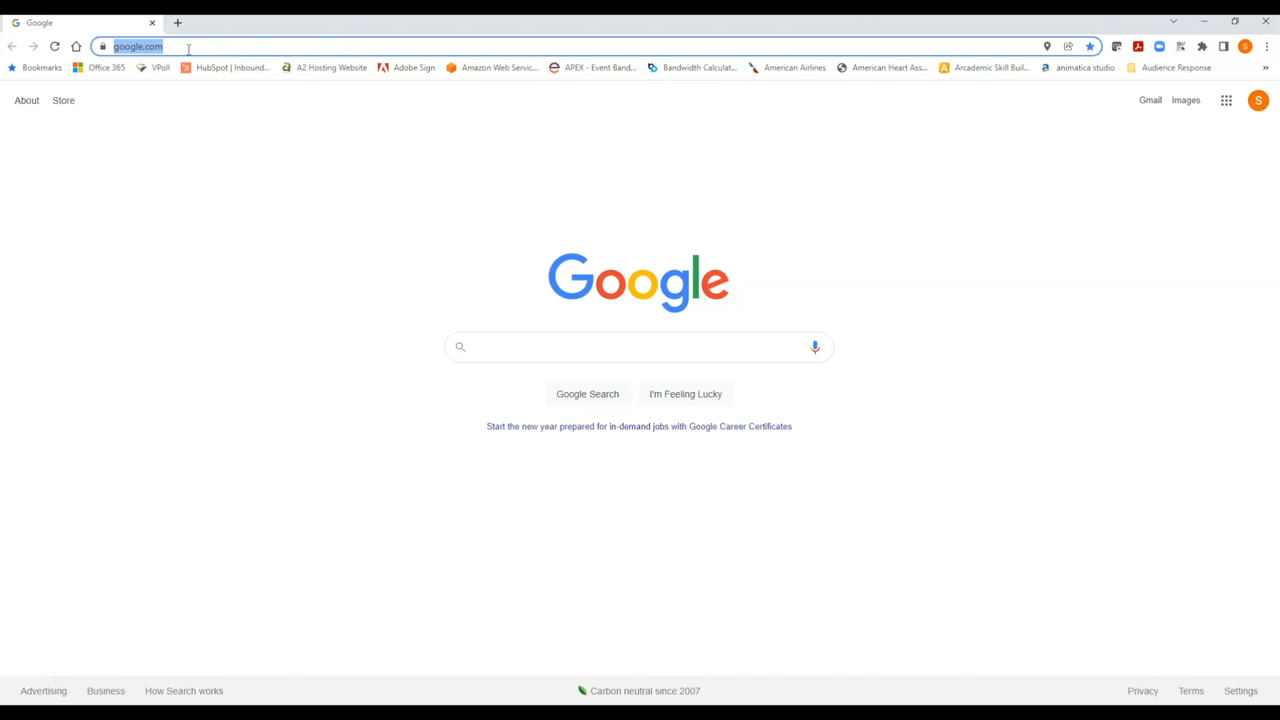 Google
google.com
Bookmarks Office 365 VPoll HubSpot | Inbound... A2 Hosting Website Adobe Sign Amazon Web Servic... APEX - Event Band... Bandwidth Calculat... American Airlines American Heart Ass... Arcademic Skill Buil... animatica studio Audience Response »
About Store Gmail Images S
Google
Google Search I'm Feeling Lucky
Start the new year prepared for in-demand jobs with Google Career Certificates
Advertising Business How Search works Carbon neutral since 2007 Privacy Terms Settings